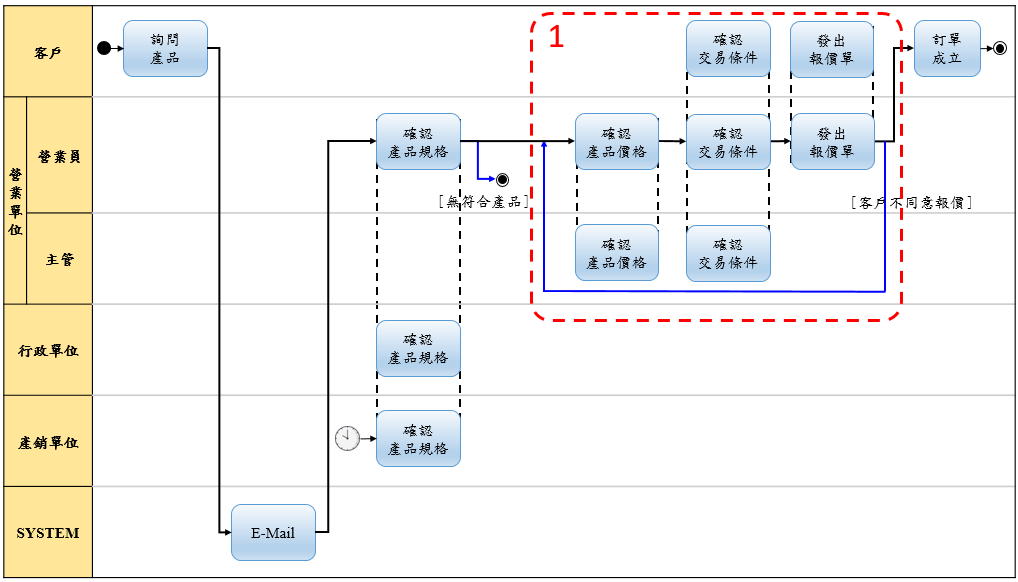 客戶
詢問
產品
1
確認
交易條件
發出
報價單
訂單
成立
營業單位
營業員
確認
產品規格
確認
產品價格
確認
交易條件
發出
報價單
[無符合產品]
[客戶不同意報價]
主管
確認
產品價格
確認
交易條件
行政單位
確認
產品規格
產銷單位
確認
產品規格
SYSTEM
E-Mail